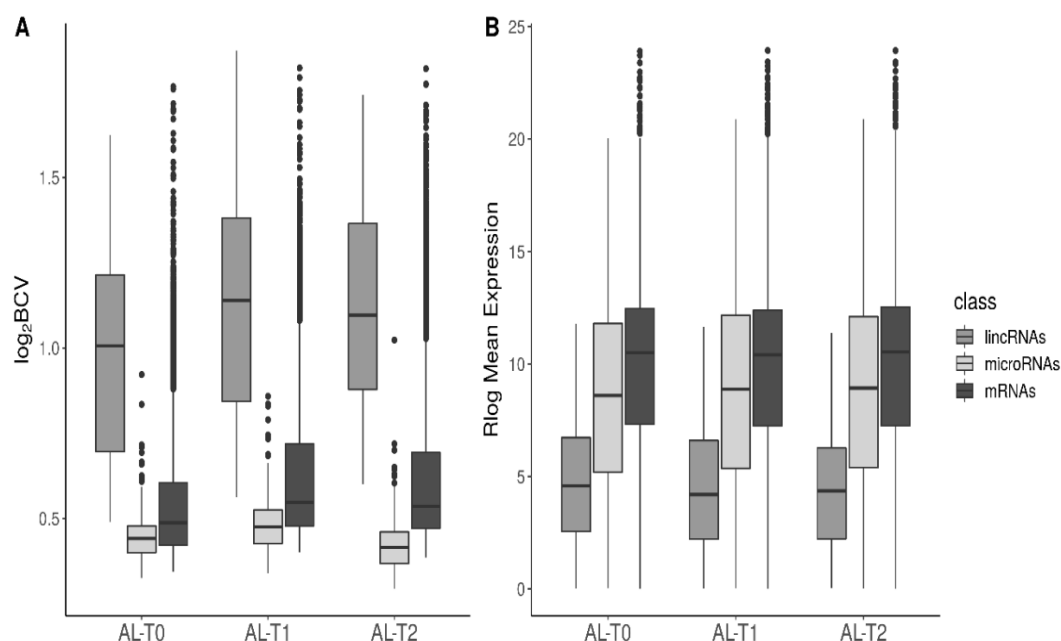 A
log₂BCV
1.5
1.0
0.5
AL-T0 AL-T1 AL-T2
B
Rlog Mean Expression
25
20
15
10
5
0
AL-T0 AL-T1 AL-T2
class
lincRNAs
microRNAs
mRNAs